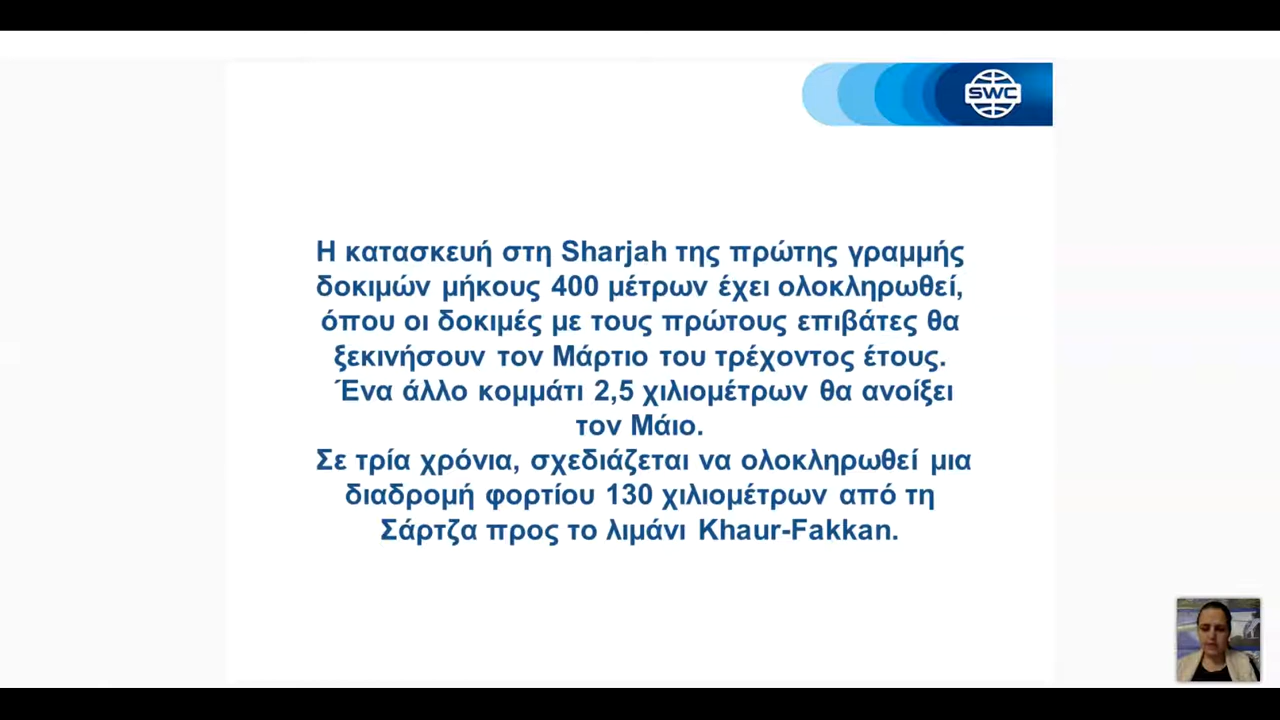 SWC
Η κατασκευή στη Sharjah της πρώτης γραμμής
δοκιμών μήκους 400 μέτρων έχει ολοκληρωθεί,
όπου οι δοκιμές με τους πρώτους επιβάτες θα
ξεκινήσουν τον Μάρτιο του τρέχοντος έτους.
Ένα άλλο κομμάτι 2,5 χιλιομέτρων θα ανοίξει
τον Μάιο.
Σε τρία χρόνια, σχεδιάζεται να ολοκληρωθεί μια
διαδρομή φορτίου 130 χιλιομέτρων από τη
Σάρτζα προς το λιμάνι Khaur-Fakkan.